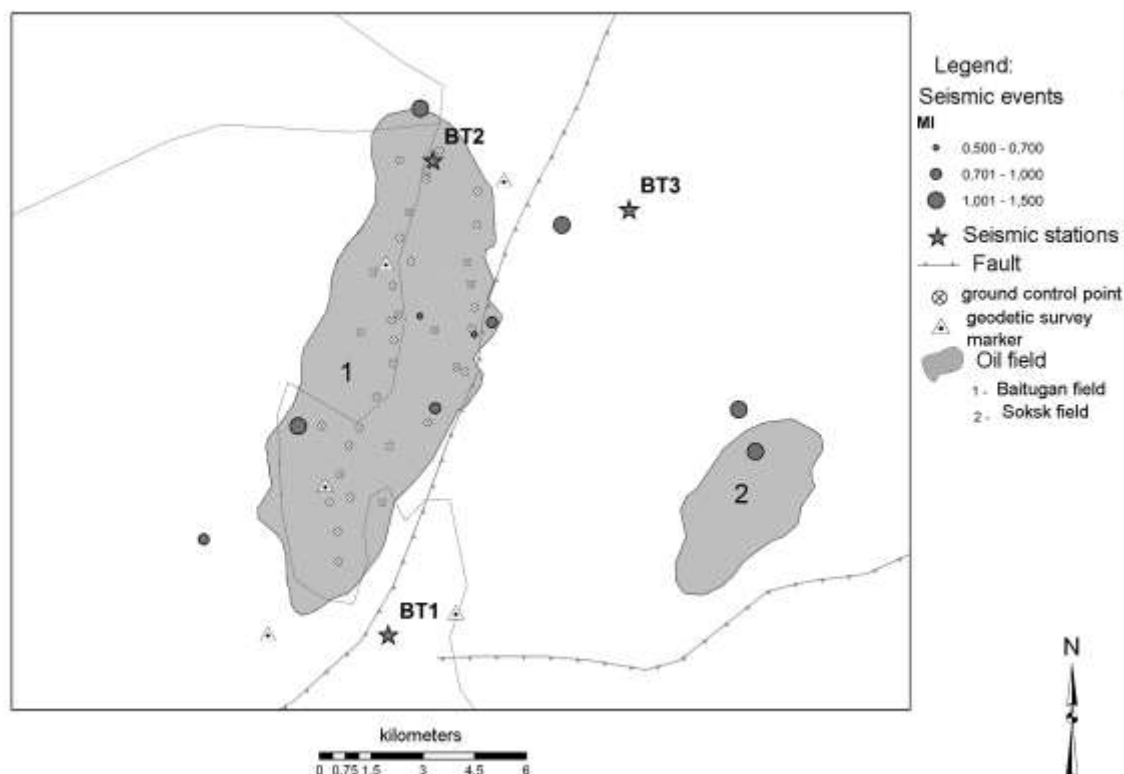 BT2
BT3
1
2
BT1
Legend:
Seismic events
Ml
0,500 - 0,700
0,701 - 1,000
1,001 - 1,500
Seismic stations
Fault
ground control point
geodetic survey
marker
Oil field
1 - Baitugan field
2 - Soksk field
N
kilometers
0 0.75 1.5 3 4.5 6